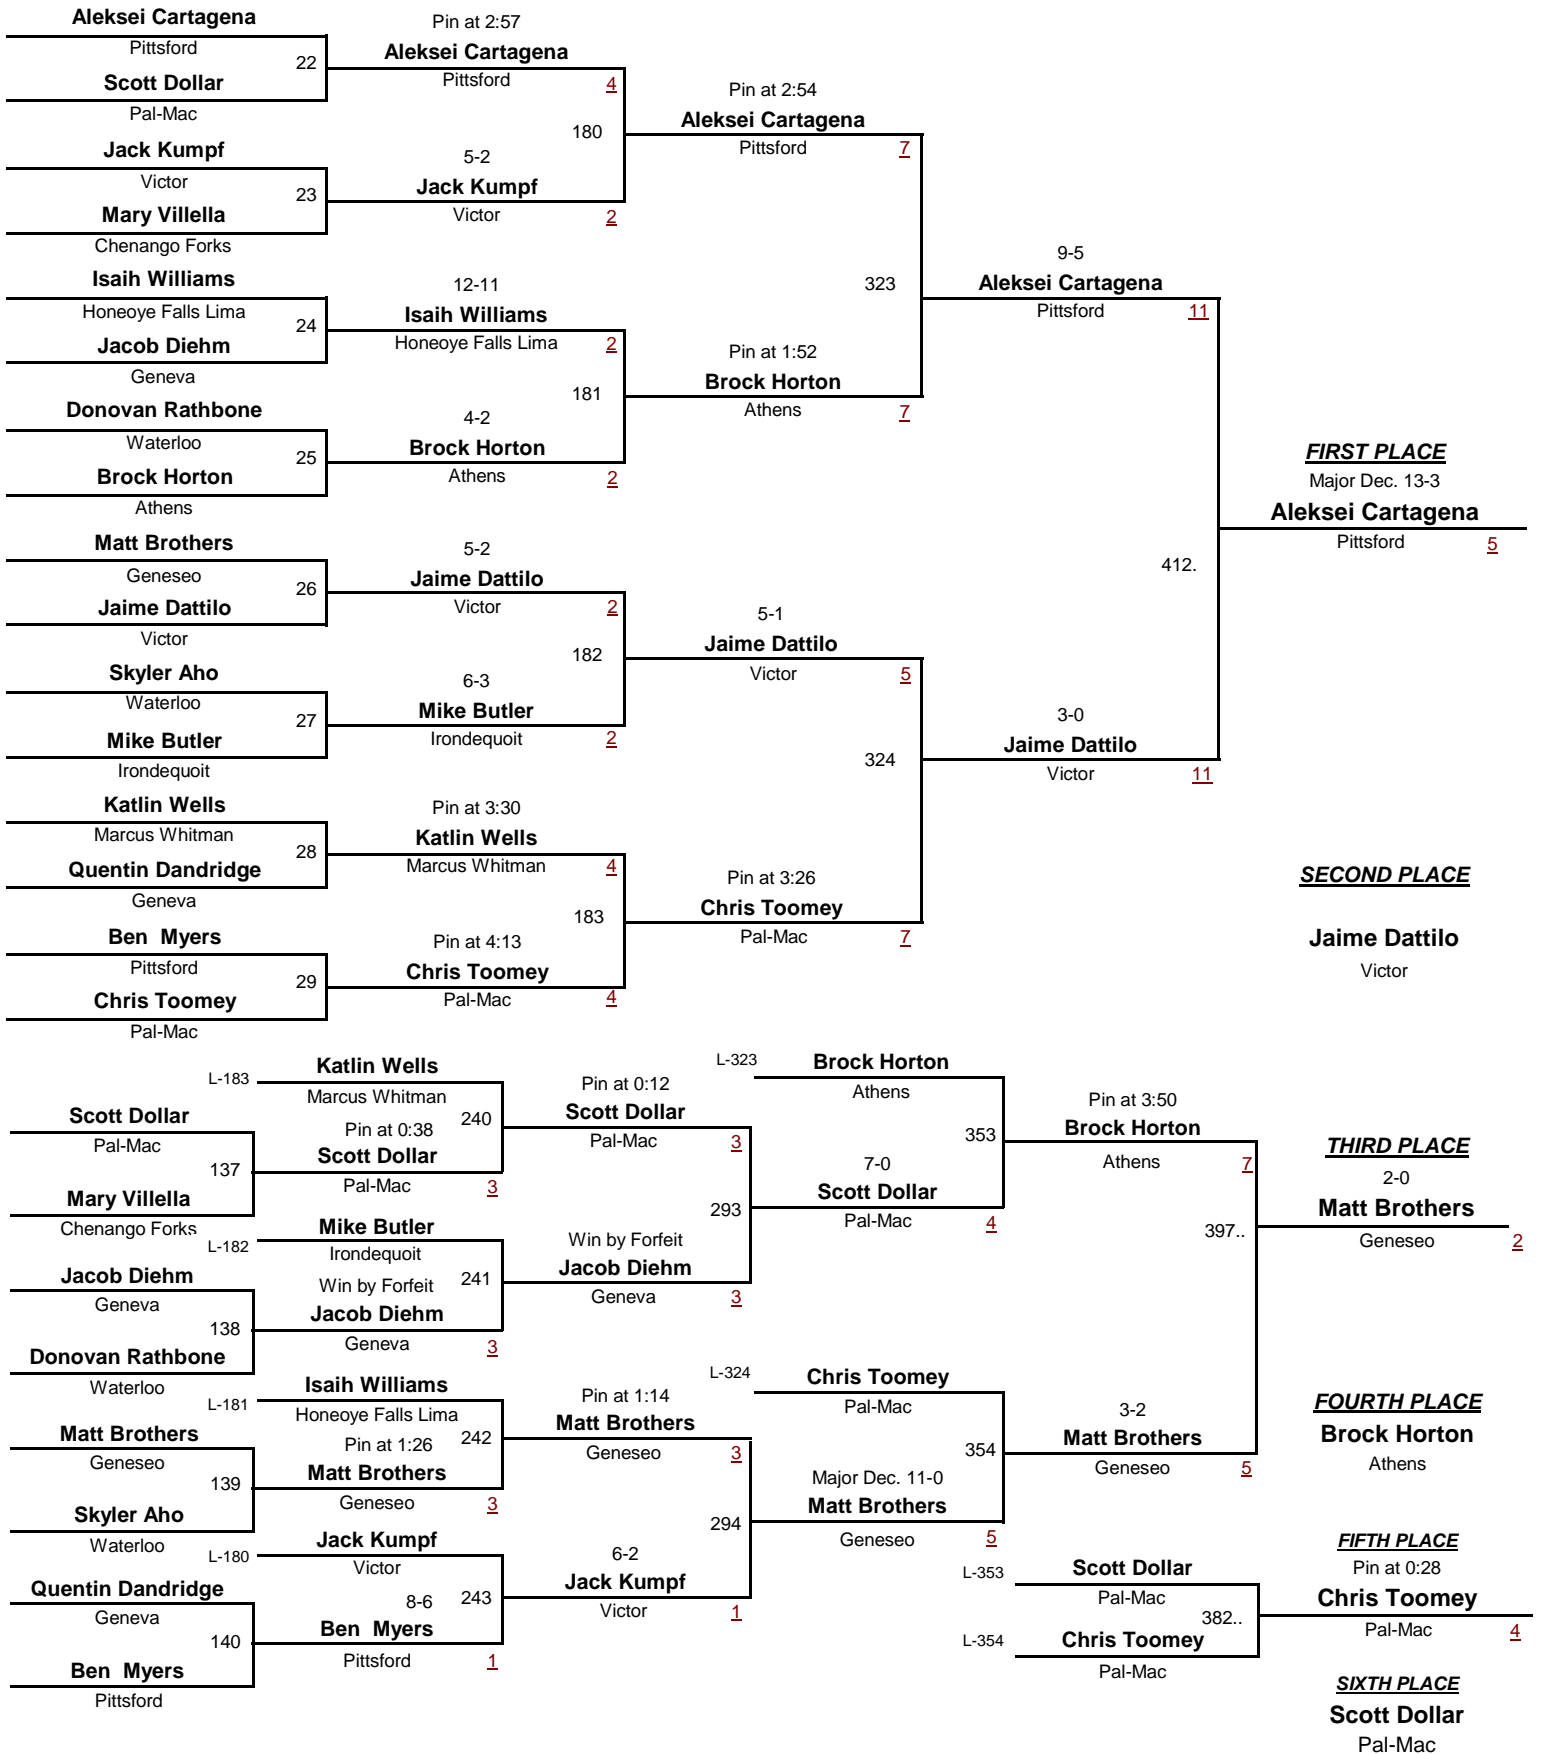 Aleksei Cartagena
Pittsford
22
Scott Dollar
Pal-Mac
Pin at 2:57
Aleksei Cartagena
Pittsford
4
180
Jack Kumpf
Victor
23
Mary Villella
Chenango Forks
5-2
Jack Kumpf
Victor
2
Pin at 2:54
Aleksei Cartagena
Pittsford
7
323
Isaih Williams
Honeoye Falls Lima
24
Jacob Diehm
Geneva
12-11
Isaih Williams
Honeoye Falls Lima
2
181
Donovan Rathbone
Waterloo
25
Brock Horton
Athens
4-2
Brock Horton
Athens
2
Pin at 1:52
Brock Horton
Athens
7
9-5
Aleksei Cartagena
Pittsford
11
412.
FIRST PLACE
Major Dec. 13-3
Aleksei Cartagena
Pittsford
5
Matt Brothers
Geneseo
26
Jaime Dattilo
Victor
5-2
Jaime Dattilo
Victor
2
182
Skyler Aho
Waterloo
27
Mike Butler
Irondequoit
6-3
Mike Butler
Irondequoit
2
5-1
Jaime Dattilo
Victor
5
324
Katlin Wells
Marcus Whitman
28
Quentin Dandridge
Geneva
Pin at 3:30
Katlin Wells
Marcus Whitman
4
183
Ben  Myers
Pittsford
29
Chris Toomey
Pal-Mac
Pin at 4:13
Chris Toomey
Pal-Mac
4
Pin at 3:26
Chris Toomey
Pal-Mac
7
3-0
Jaime Dattilo
Victor
11
SECOND PLACE
Jaime Dattilo
Victor
L-183
Katlin Wells
Marcus Whitman
240
Scott Dollar
Pal-Mac
137
Mary Villella
Chenango Forks
Pin at 0:38
Scott Dollar
Pal-Mac
3
Pin at 0:12
Scott Dollar
Pal-Mac
3
293
L-182
Mike Butler
Irondequoit
241
Jacob Diehm
Geneva
138
Donovan Rathbone
Waterloo
Win by Forfeit
Jacob Diehm
Geneva
3
Win by Forfeit
Jacob Diehm
Geneva
3
L-323
Brock Horton
Athens
353
7-0
Scott Dollar
Pal-Mac
4
Pin at 3:50
Brock Horton
Athens
7
397..
THIRD PLACE
2-0
Matt Brothers
Geneseo
2
L-181
Isaih Williams
Honeoye Falls Lima
242
Matt Brothers
Geneseo
139
Skyler Aho
Waterloo
Pin at 1:26
Matt Brothers
Geneseo
3
Pin at 1:14
Matt Brothers
Geneseo
3
294
L-180
Jack Kumpf
Victor
243
Quentin Dandridge
Geneva
140
Ben  Myers
Pittsford
8-6
Ben  Myers
Pittsford
1
6-2
Jack Kumpf
Victor
1
L-324
Chris Toomey
Pal-Mac
354
Major Dec. 11-0
Matt Brothers
Geneseo
5
3-2
Matt Brothers
Geneseo
5
FOURTH PLACE
Brock Horton
Athens
L-353
Scott Dollar
Pal-Mac
382..
L-354
Chris Toomey
Pal-Mac
FIFTH PLACE
Pin at 0:28
Chris Toomey
Pal-Mac
4
SIXTH PLACE
Scott Dollar
Pal-Mac